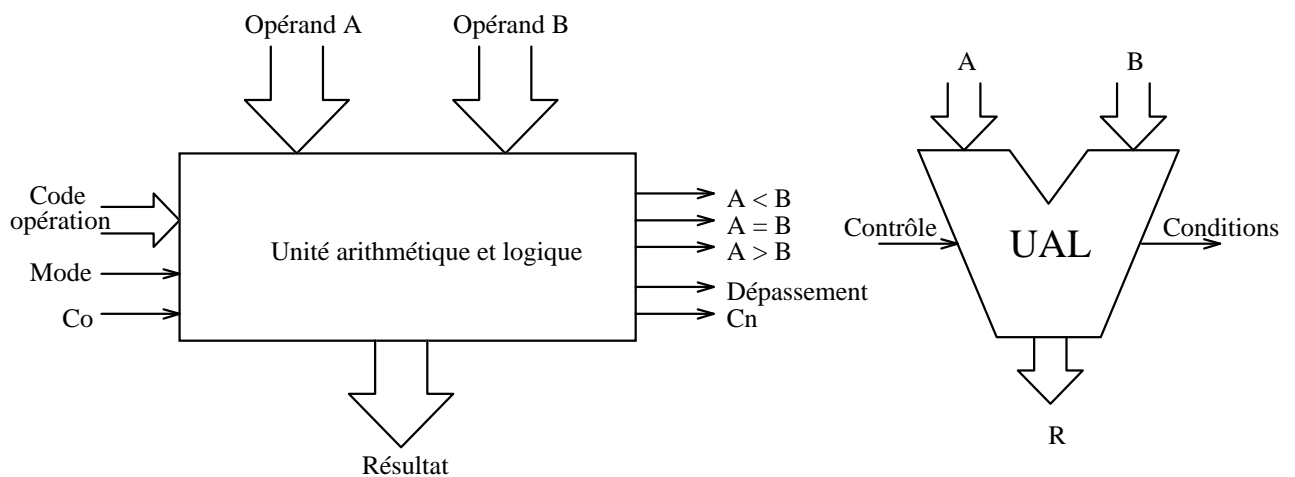 Opérand A
Opérand B
Code
opération
Mode
Co
Unité arithmétique et logique
A < B
A = B
A > B
Dépassement
Cn
Résultat
A
B
Contrôle
UAL
Conditions
R